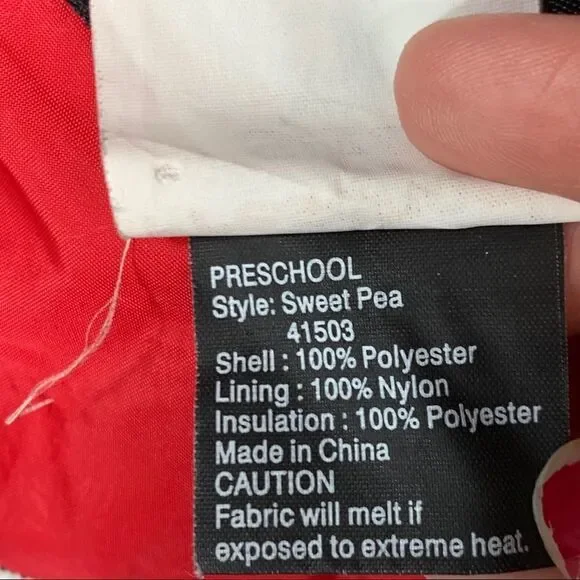 PRESCHOOL
Style: Sweet Pea
41503
Shell : 100% Polyester
Lining : 100% Nylon
Insulation : 100% Polyester
Made in China
CAUTION
Fabric will melt if
exposed to extreme heat.